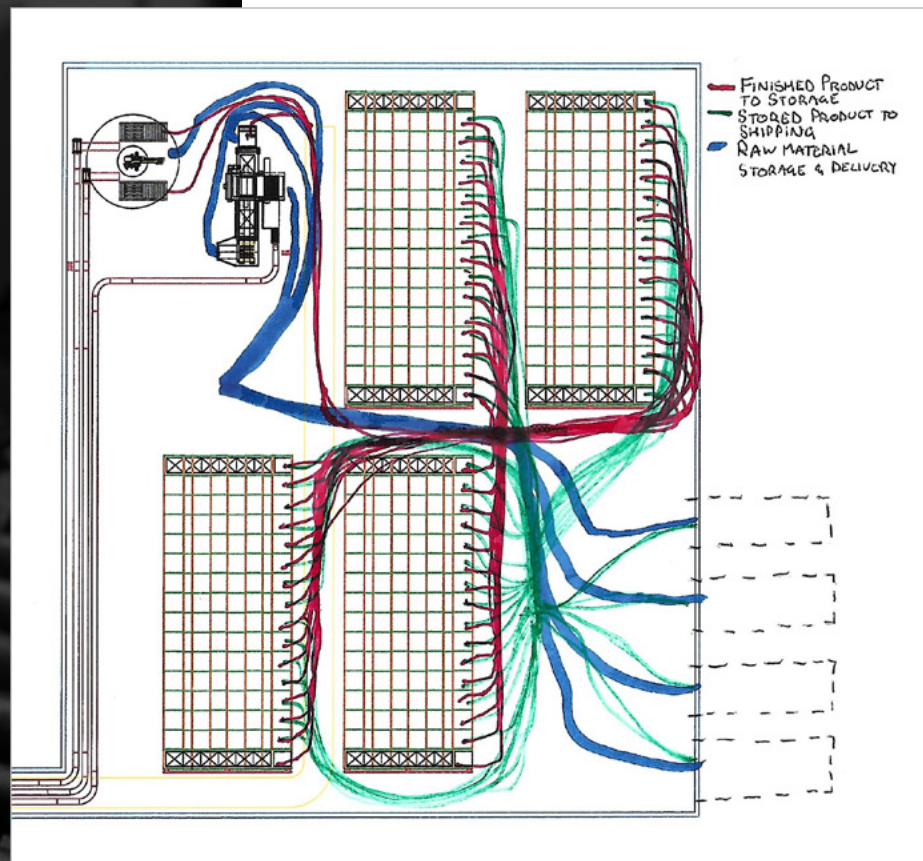 FINISHED PRODUCT
TO STORAGE
STORED PRODUCT TO
SHIPPING
RAW MATERIAL
STORAGE & DELIVERY